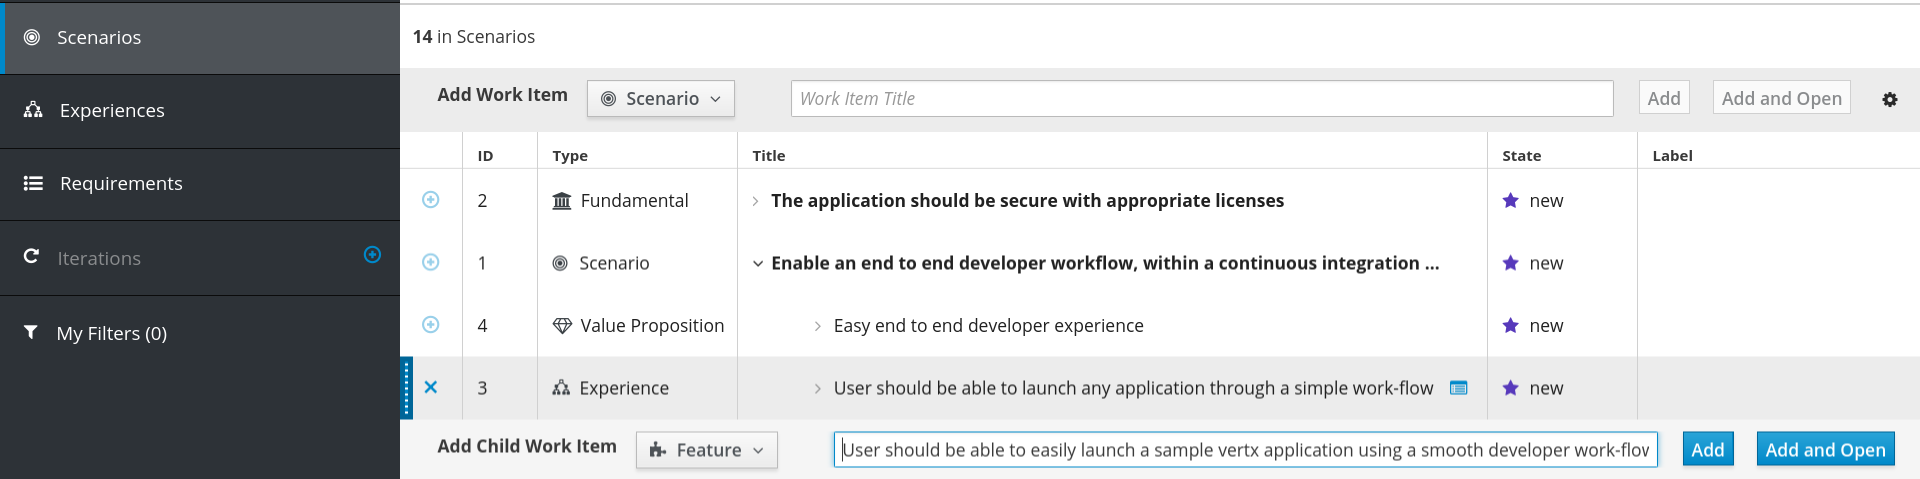 Scenarios
Experiences
Requirements
Iterations
My Filters (0)
14 in Scenarios
Add Work Item Scenario Work Item Title Add Add and Open
ID Type Title State Label
2 Fundamental The application should be secure with appropriate licenses new
1 Scenario Enable an end to end developer workflow, within a continuous integration ... new
4 Value Proposition Easy end to end developer experience new
3 Experience User should be able to launch any application through a simple work-flow new
Add Child Work Item Feature User should be able to easily launch a sample vertx application using a smooth developer work-flow Add Add and Open